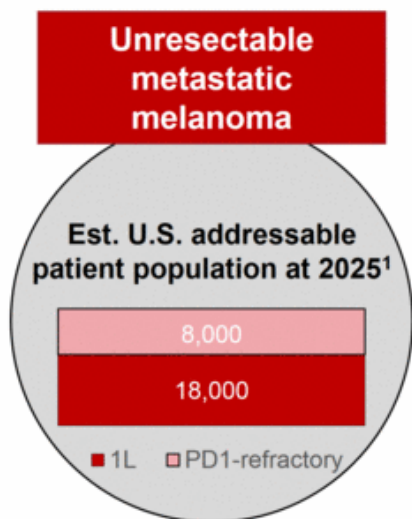 Unresectable
metastatic
melanoma
Est. U.S. addressable
patient population at 2025¹
8,000
18,000
1L PD1-refractory